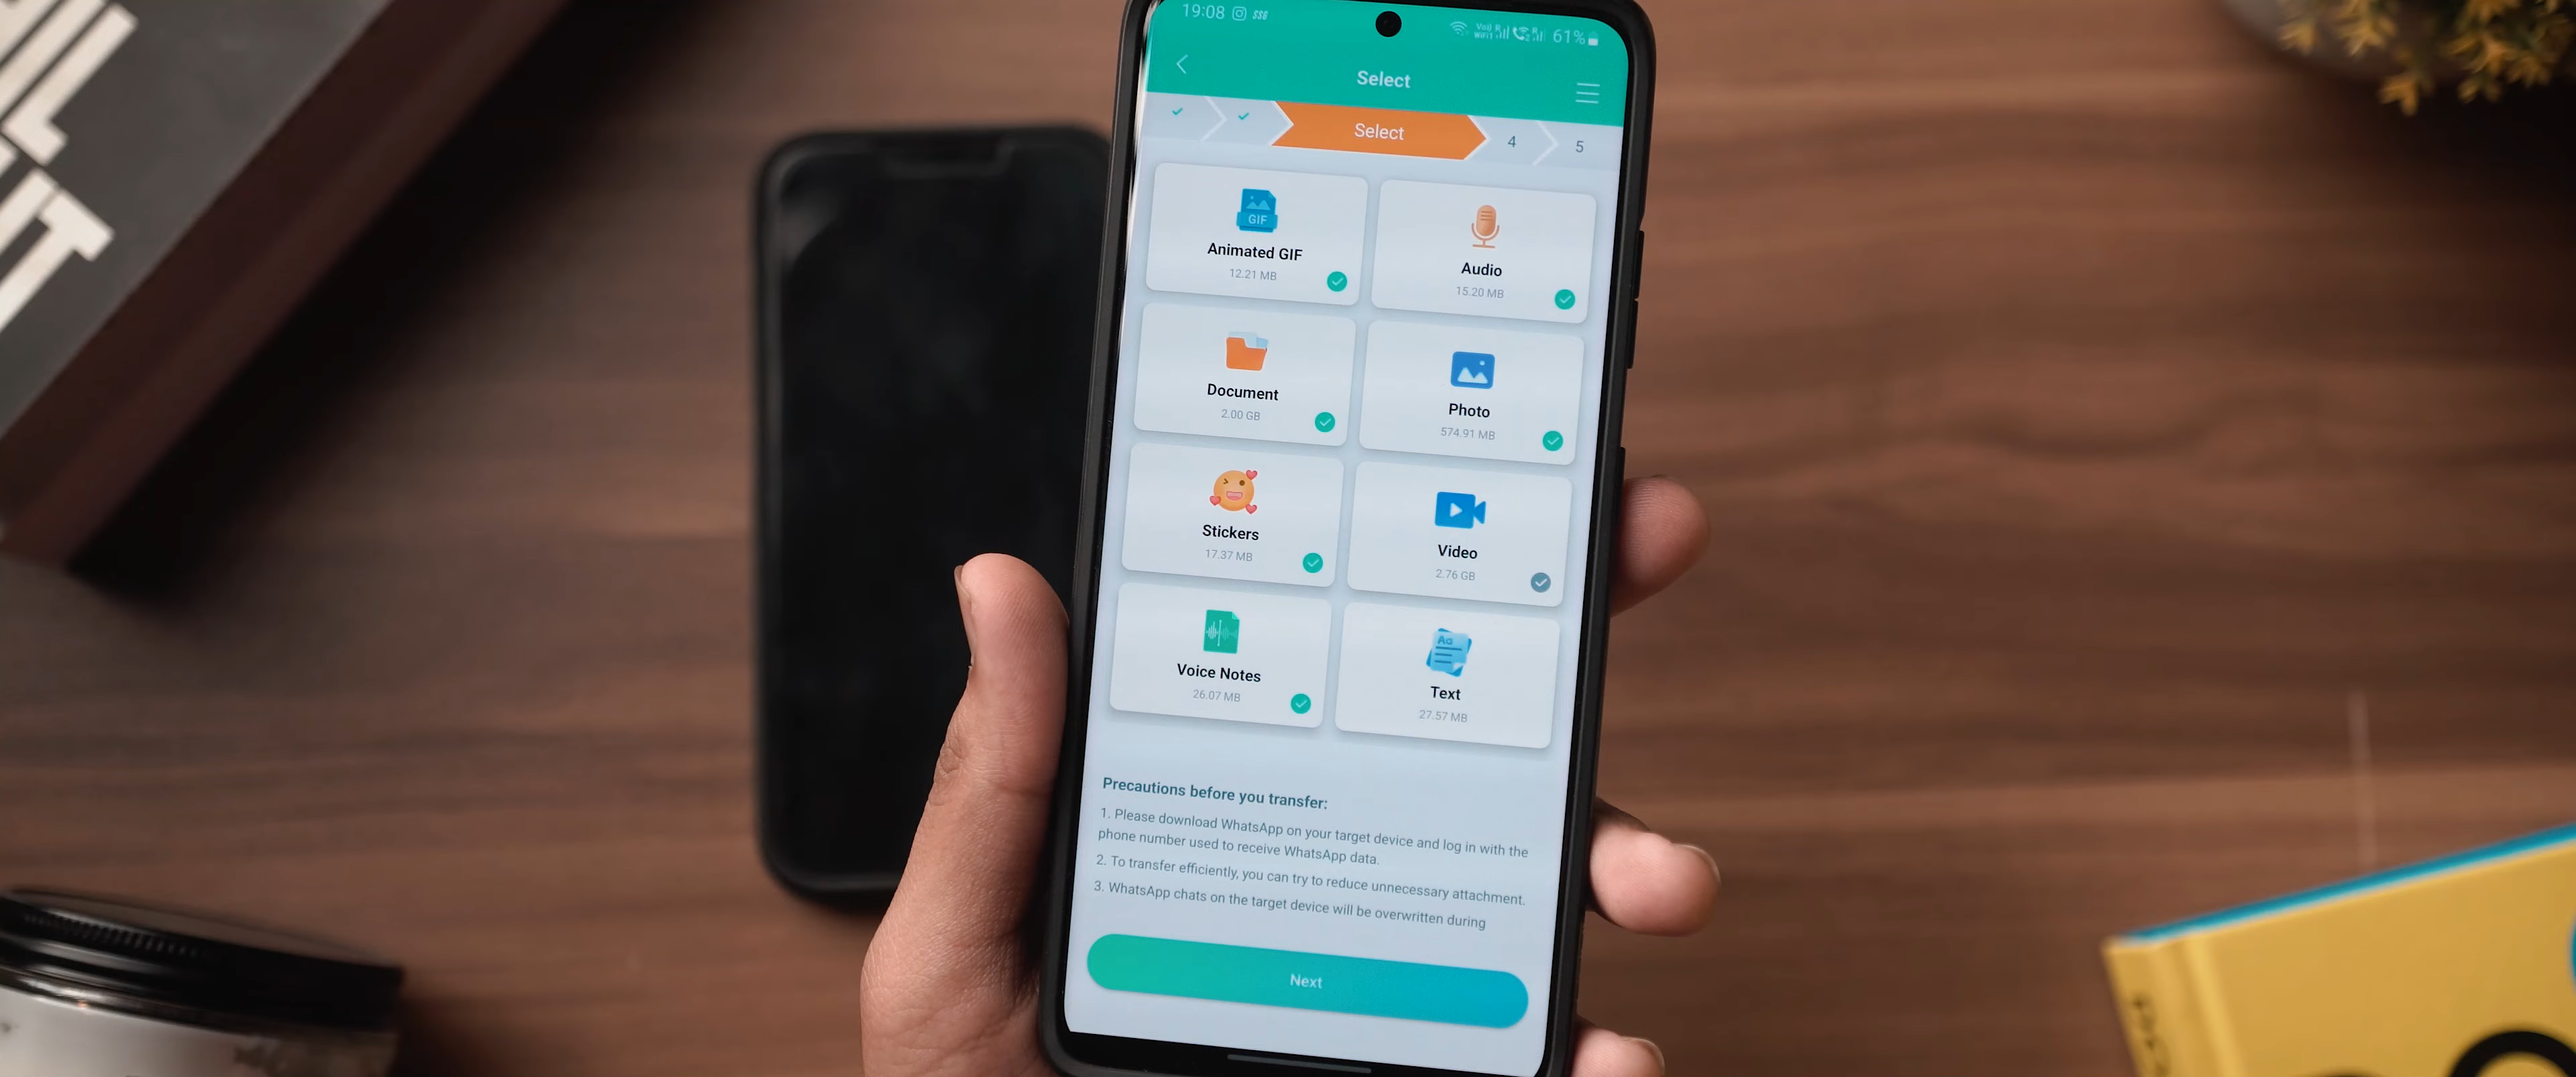 19:08
61%
Select
Select
4
5
GIF
Animated GIF
12.21 MB
Audio
15.20 MB
Document
2.00 GB
Photo
574.91 MB
Stickers
17.37 MB
Video
2.76 GB
Voice Notes
26.07 MB
Aa
Text
27.57 MB
Precautions before you transfer:
1. Please download WhatsApp on your target device and log in with the
phone number used to receive WhatsApp data.
2. To transfer efficiently, you can try to reduce unnecessary attachment.
3. WhatsApp chats on the target device will be overwritten during
Next